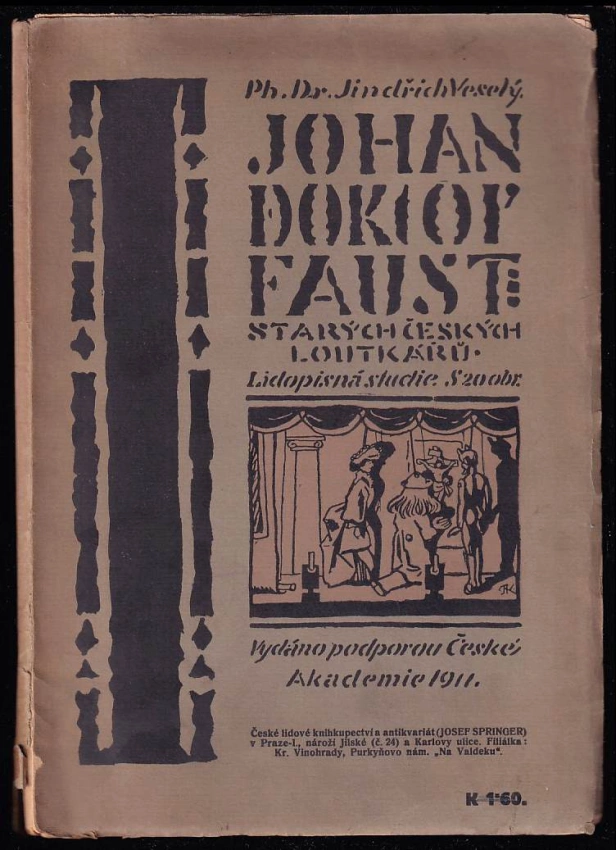 Ph. Dr. Jindřich Veselý.
JOHAN
DOKTOR
FAUST
STARÝCH ČESKÝCH
LOUTKÁŘŮ.
Lidopisná studie. S 20 obr.
Vydáno podporou České
Akademie 1911.
České lidové knihkupectví a antikvariát (JOSEF SPRINGER)
v Praze-I., nároží Jilské (č. 24) a Karlovy ulice. Filiálka:
Kr. Vinohrady, Purkyňovo nám. „Na Valdeku“.
K 1·60.